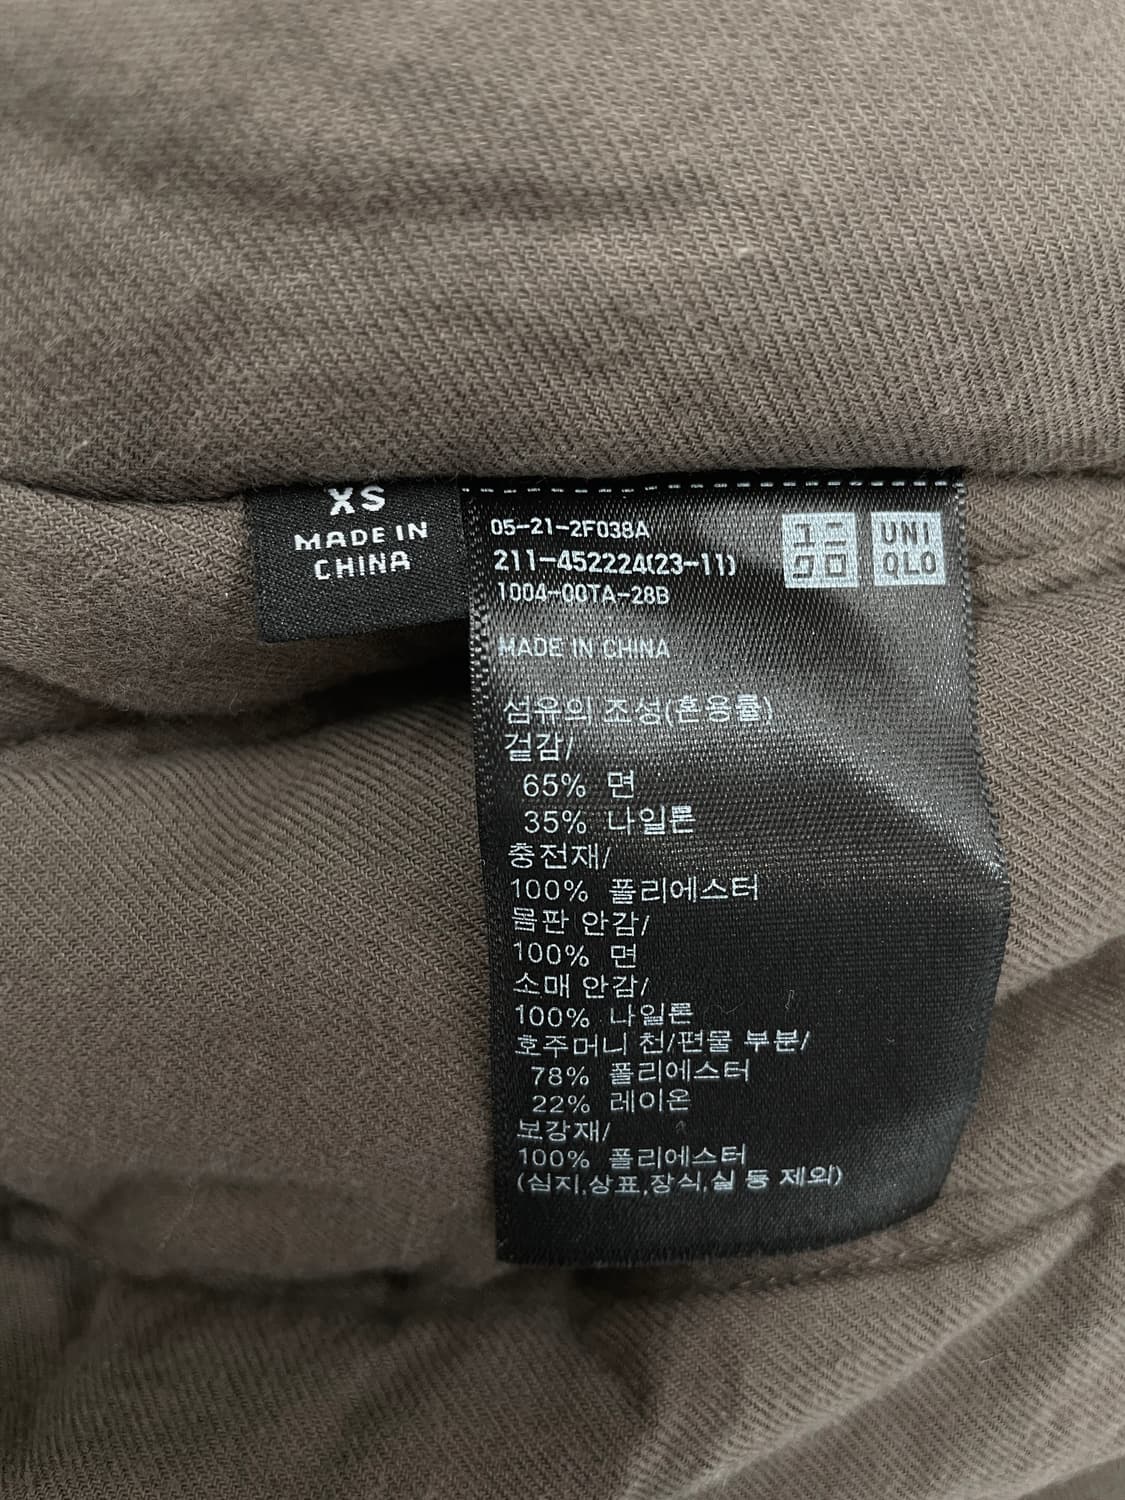 XS
MADE IN
CHINA
05-21-2F038A
211-452224(23-11)
1004-00TA-28B
ユニ
クロ
UNI
QLO
MADE IN CHINA
섬유의 조성(혼용률)
겉감/
65% 면
35% 나일론
충전재/
100% 폴리에스터
몸판 안감/
100% 면
소매 안감/
100% 나일론
호주머니 천/편물 부분/
78% 폴리에스터
22% 레이온
보강재/
100% 폴리에스터
(심지,상표,장식,실 등 제외)